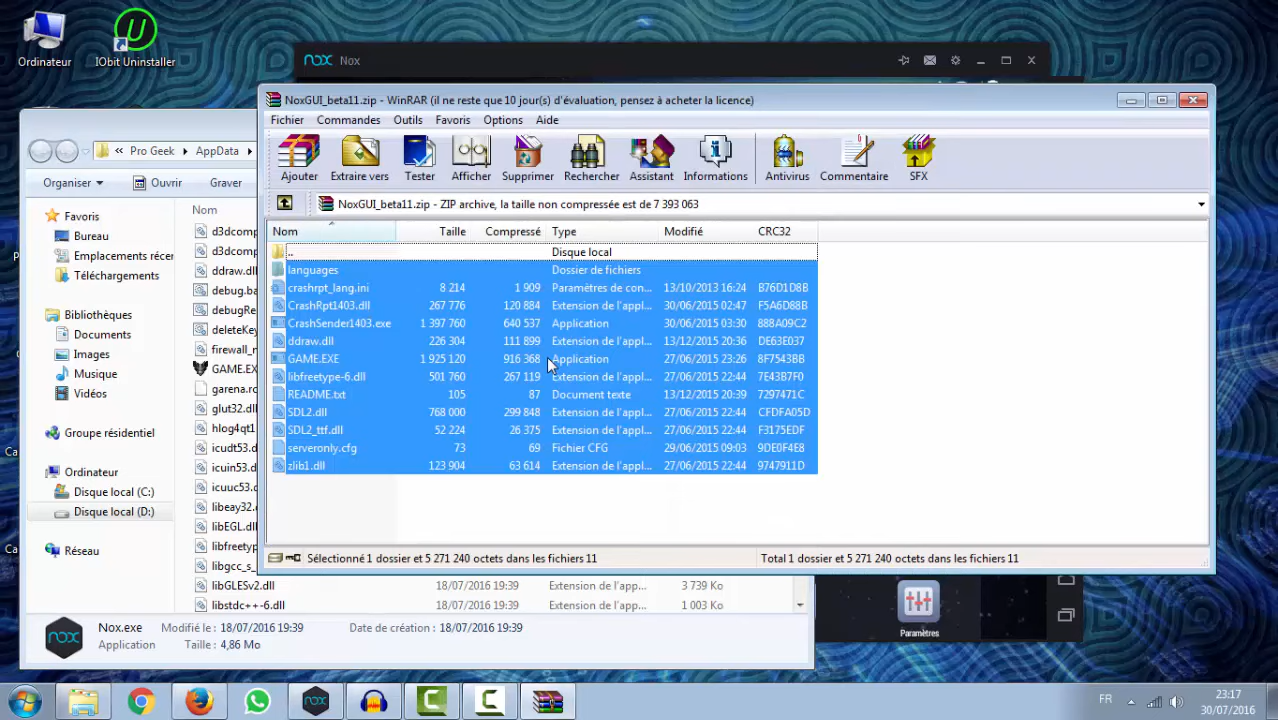 Ordinateur
IObit Uninstaller
nox Nox
NoxGUI_beta11.zip - WinRAR (il ne reste que 10 jour(s) d'évaluation, pensez à acheter la licence)
Fichier Commandes Outils Favoris Options Aide
Ajouter Extraire vers Tester Afficher Supprimer Rechercher Assistant Informations Antivirus Commentaire SFX
NoxGUI_beta11.zip - ZIP archive, la taille non compressée est de 7 393 063
Nom Taille Compressé Type Modifié CRC32
.. Disque local
languages Dossier de fichiers
crashrpt_lang.ini 8 214 1 909 Paramètres de con... 13/10/2013 16:24 B76D1D8B
CrashRpt1403.dll 267 776 120 884 Extension de l'appl... 30/06/2015 02:47 F5A6D88B
CrashSender1403.exe 1 397 760 640 537 Application 30/06/2015 03:30 888A09C2
ddraw.dll 226 304 111 899 Extension de l'appl... 13/12/2015 20:36 DE63E037
GAME.EXE 1 925 120 916 368 Application 27/06/2015 23:26 8F7543BB
libfreetype-6.dll 501 760 267 119 Extension de l'appl... 27/06/2015 22:44 7E43B7F0
README.txt 105 87 Document texte 13/12/2015 20:39 7297471C
SDL2.dll 768 000 299 848 Extension de l'appl... 27/06/2015 22:44 CFDFA05D
SDL2_ttf.dll 52 224 26 375 Extension de l'appl... 27/06/2015 22:44 F3175EDF
serveronly.cfg 73 69 Fichier CFG 29/06/2015 09:03 9DE0F4E8
zlib1.dll 123 904 63 614 Extension de l'appl... 27/06/2015 22:44 9747911D
Sélectionné 1 dossier et 5 271 240 octets dans les fichiers 11
Total 1 dossier et 5 271 240 octets dans les fichiers 11
« Pro Geek AppData
Organiser Ouvrir Graver
Favoris
Bureau
Emplacements récer
Téléchargements
Bibliothèques
Documents
Images
Musique
Vidéos
Groupe résidentiel
Ordinateur
Disque local (C:)
Disque local (D:)
Réseau
Nom
d3dcomp
d3dcomp
ddraw.dl
debug.ba
debugRe
deleteKe
firewall_n
GAME.EX
garena.r
glut32.dl
hlog4qt1
icudt53.d
icuin53.d
icuuc53.d
libeay32.
libEGL.d
libfreetyp
libgcc_s_
libGLESv2.dll 18/07/2016 19:39 Extension de l'app... 3 739 Ko
libstdc++-6.dll 18/07/2016 19:39 Extension de l'app... 1 003 Ko
nox
Nox.exe Modifié le : 18/07/2016 19:39 Date de création : 18/07/2016 19:39
Application Taille : 4,86 Mo
Paramètres
FR
23:17
30/07/2016